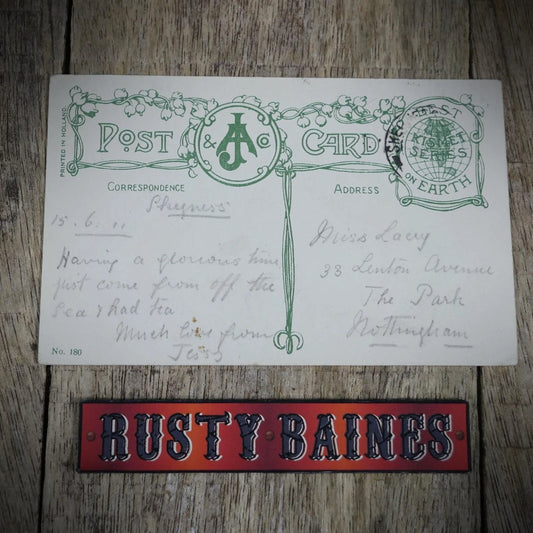 POST CARD
AJ & Co
PRINTED IN HOLLAND
BEST
SERIES
ON EARTH
CORRESPONDENCE
ADDRESS
Skegness
15.6.11
Having a glorious time
just come from off the
Sea & had tea
Much love from
Jess
Miss Lacy
38 Lenton Avenue
The Park
Nottingham
No. 180
RUSTY BAINES